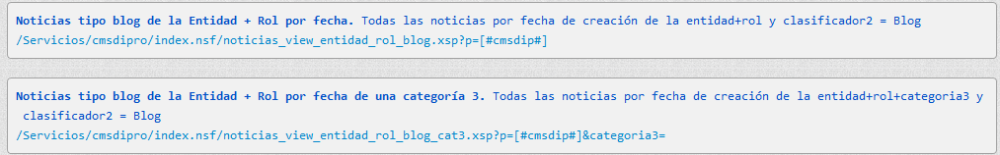 Noticias tipo blog de la Entidad + Rol por fecha. Todas las noticias por fecha de creación de la entidad+rol y clasificador2 = Blog
/Servicios/cmsdipro/index.nsf/noticias_view_entidad_rol_blog.xsp?p=[#cmsdip#]
Noticias tipo blog de la Entidad + Rol por fecha de una categoría 3. Todas las noticias por fecha de creación de la entidad+rol+categoria3 y
clasificador2 = Blog
/Servicios/cmsdipro/index.nsf/noticias_view_entidad_rol_blog_cat3.xsp?p=[#cmsdip#]&categoria3=